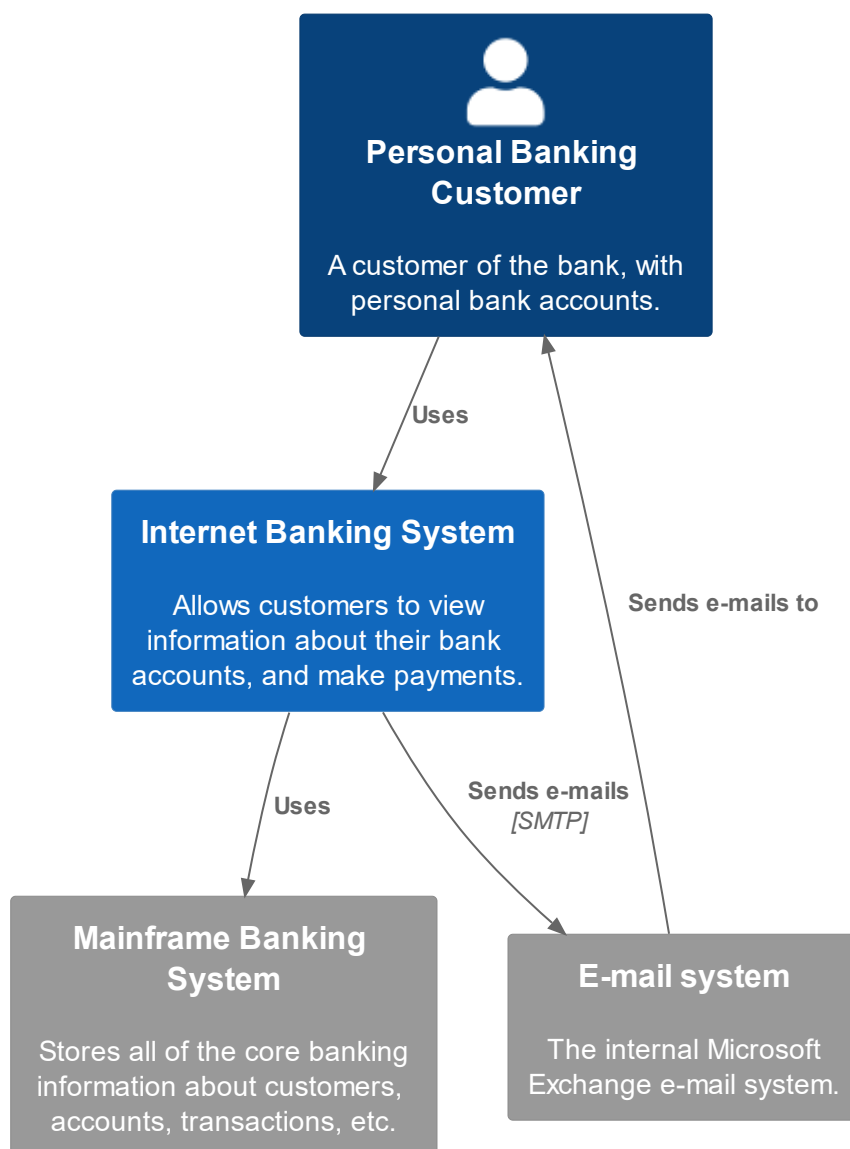 Personal Banking
Customer
A customer of the bank, with
personal bank accounts.
Uses
Internet Banking System
Allows customers to view
information about their bank
accounts, and make payments.
Sends e-mails to
Uses
Sends e-mails
[SMTP]
Mainframe Banking
System
Stores all of the core banking
information about customers,
accounts, transactions, etc.
E-mail system
The internal Microsoft
Exchange e-mail system.